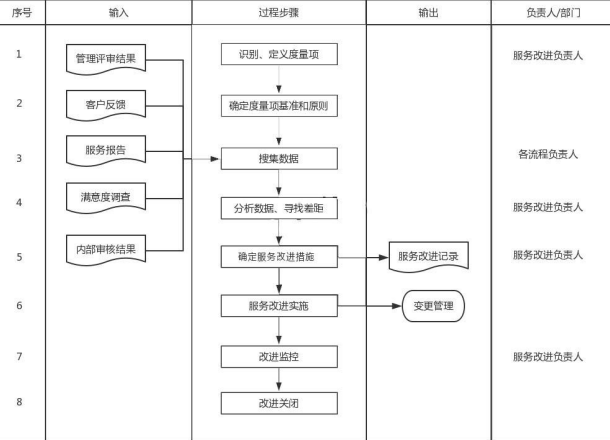 序号 输入 过程步骤 输出 负责人/部门
1 管理评审结果 识别、定义度量项 服务改进负责人
2 客户反馈 确定度量项基准和原则
3 服务报告 搜集数据 各流程负责人
4 满意度调查 分析数据、寻找差距 服务改进负责人
5 内部审核结果 确定服务改进措施 服务改进记录 服务改进负责人
6 服务改进实施 变更管理
7 改进监控 服务改进负责人
8 改进关闭